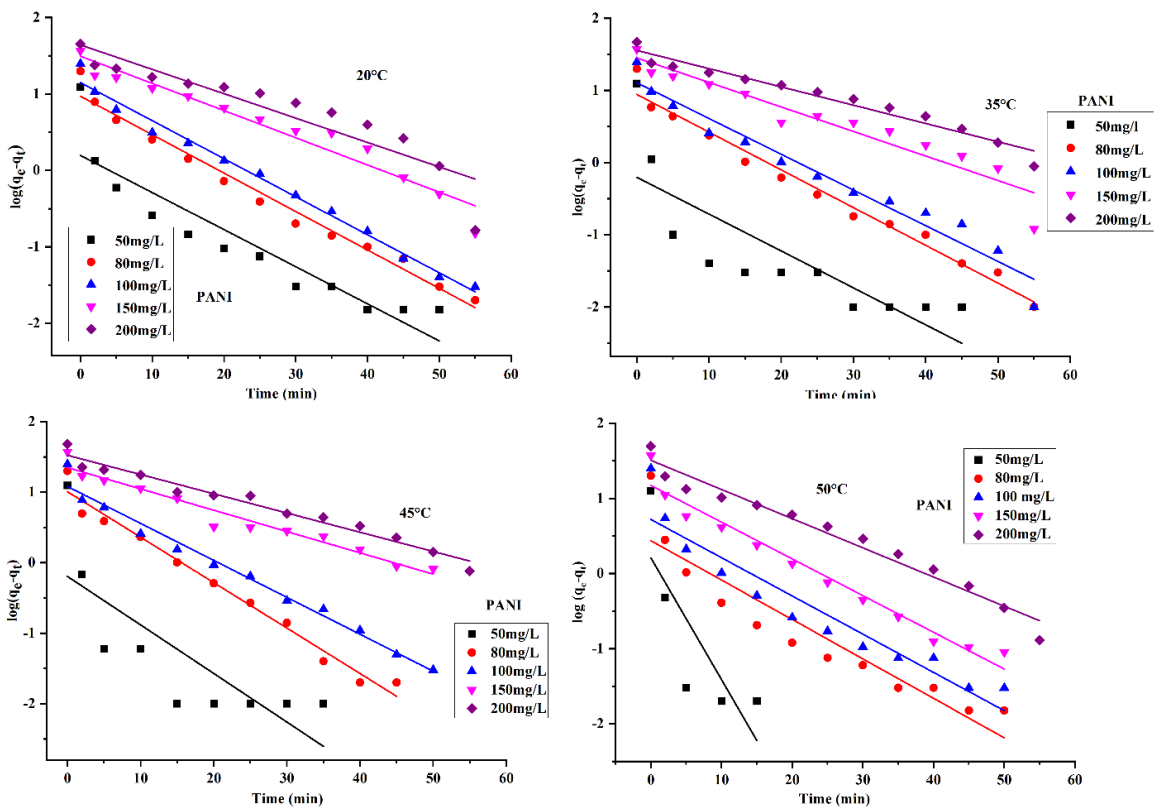 2
1
0
-1
-2
log(qe-qt)
20°C
50mg/L
80mg/L
100mg/L
150mg/L
200mg/L
PANI
0
10
20
30
40
50
60
Time (min)
2
1
0
-1
-2
log(qe-qt)
35°C
PANI
50mg/l
80mg/L
100mg/L
150mg/L
200mg/L
0
10
20
30
40
50
60
Time (min)
2
1
0
-1
-2
log(qe-qt)
45°C
PANI
50mg/L
80mg/L
100mg/L
150mg/L
200mg/L
0
10
20
30
40
50
60
Time (min)
2
1
0
-1
-2
log (qe-qt)
50°C
PANI
50mg/L
80mg/L
100 mg/L
150mg/L
200mg/L
0
10
20
30
40
50
60
Time (min)